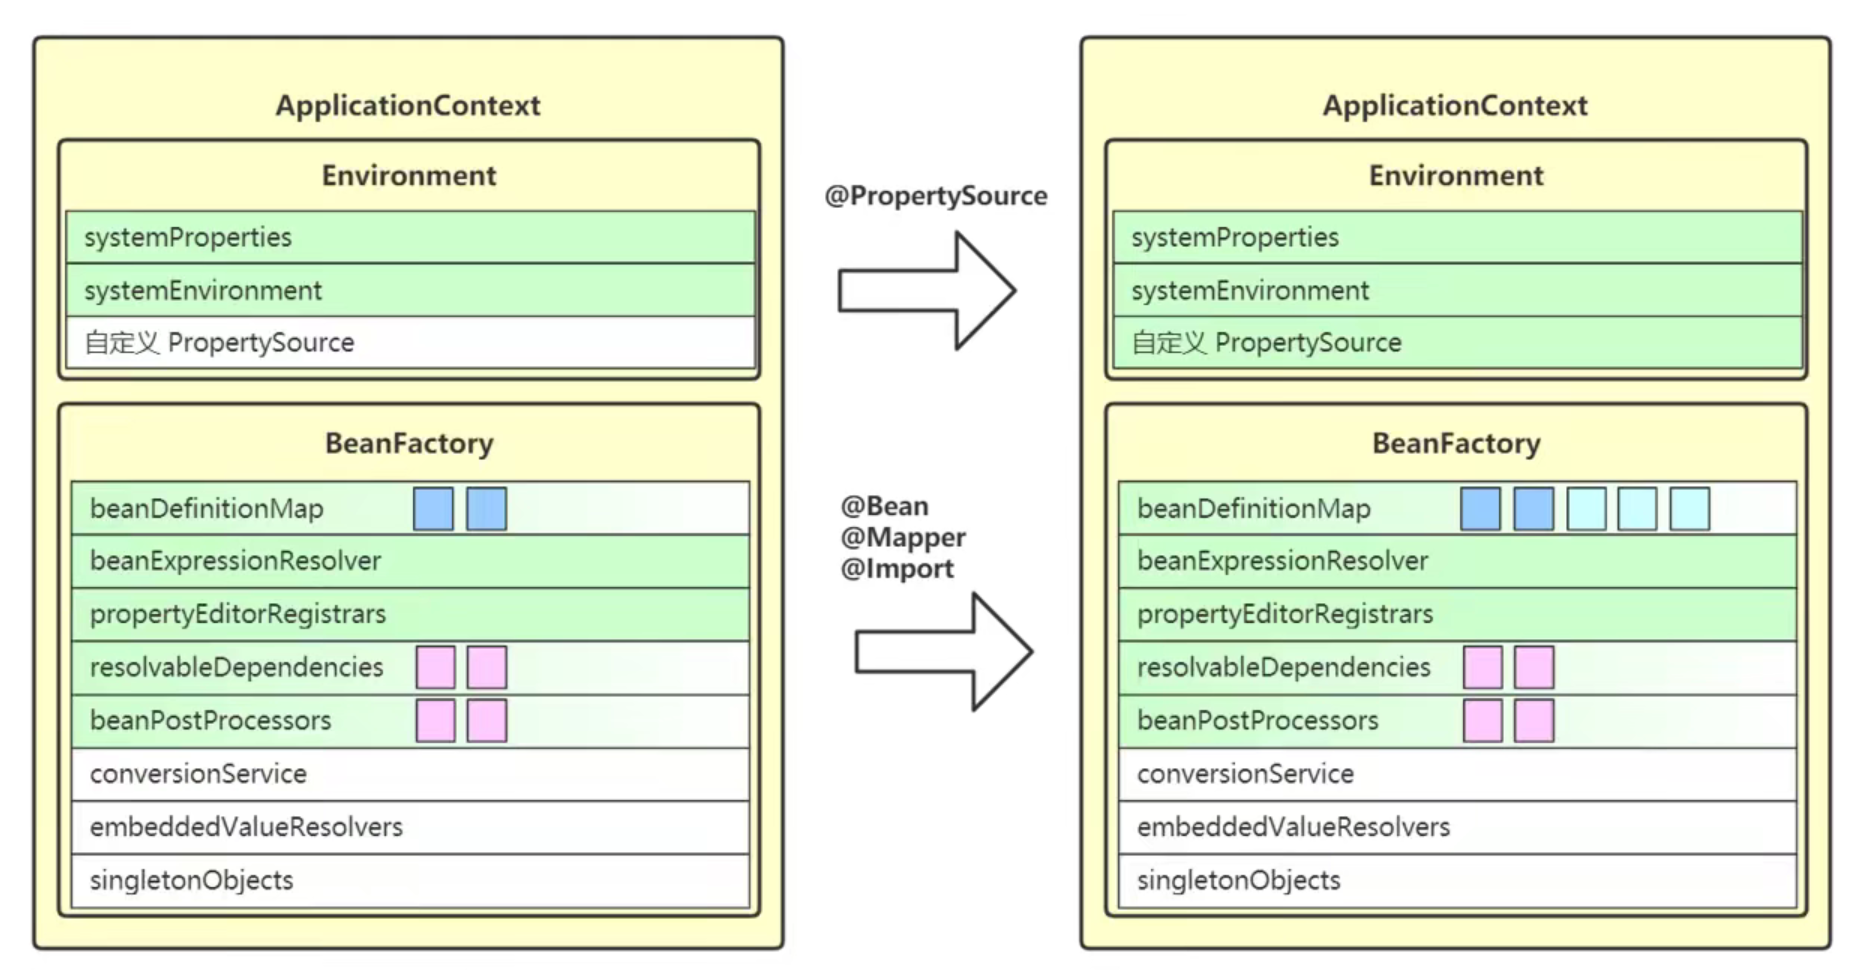 ApplicationContext
Environment
systemProperties
systemEnvironment
自定义 PropertySource
BeanFactory
beanDefinitionMap
beanExpressionResolver
propertyEditorRegistrars
resolvableDependencies
beanPostProcessors
conversionService
embeddedValueResolvers
singletonObjects
@PropertySource
@Bean
@Mapper
@Import
ApplicationContext
Environment
systemProperties
systemEnvironment
自定义 PropertySource
BeanFactory
beanDefinitionMap
beanExpressionResolver
propertyEditorRegistrars
resolvableDependencies
beanPostProcessors
conversionService
embeddedValueResolvers
singletonObjects